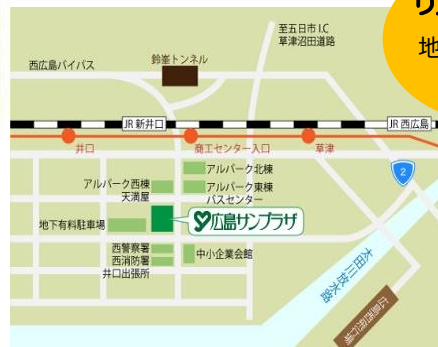 至五日市I.C
草津沼田道路
鈴峯トンネル
西広島バイパス
JR 新井口
JR 西広島
井口
商工センター入口
草津
アルパーク北棟
アルパーク西棟
天満屋
アルパーク東棟
バスセンター
2
地下有料駐車場
広島サンプラザ
西警察署
西消防署
井口出張所
中小企業会館
太田川放水路
広島西飛行場
地